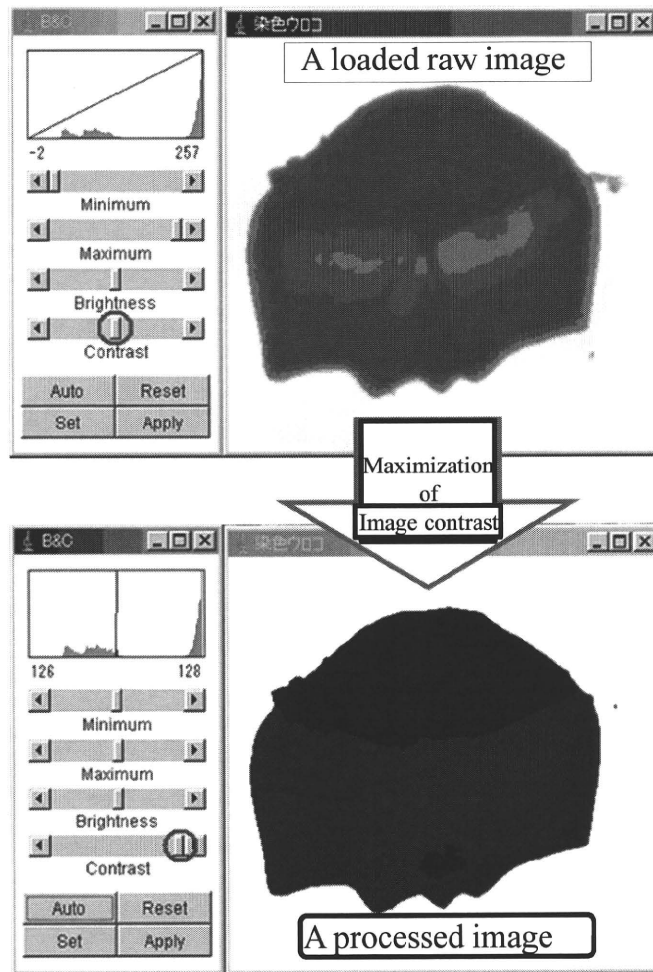 B&C
染色ウロコ
A loaded raw image
-2 257
Minimum
Maximum
Brightness
Contrast
Auto Reset
Set Apply
Maximization
of
Image contrast
B&C
染色ウロコ
126 128
Minimum
Maximum
Brightness
Contrast
Auto Reset
Set Apply
A processed image